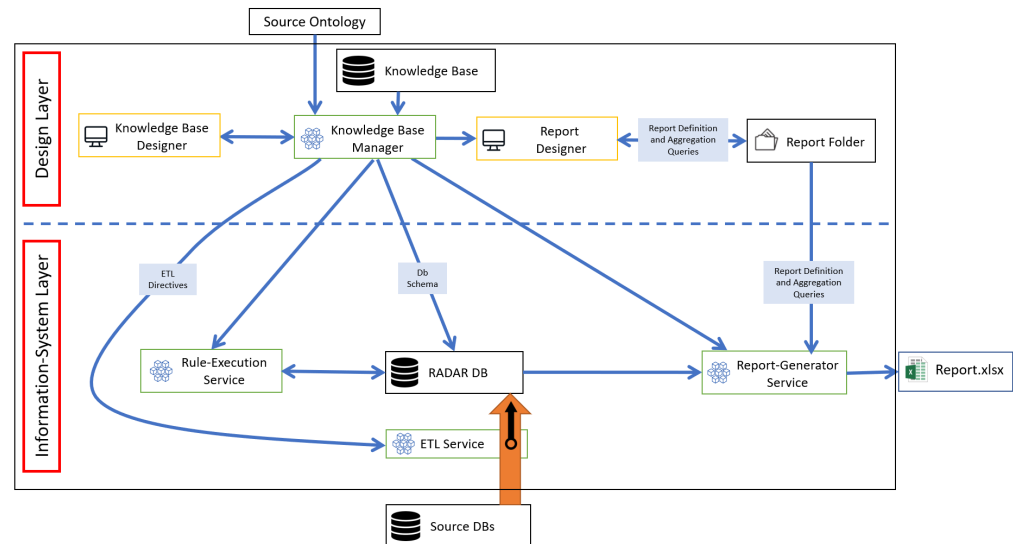 Source Ontology
Knowledge Base
Design Layer
Knowledge Base
Designer
Knowledge Base
Manager
Report
Designer
Report Definition
and Aggregation
Queries
Report Folder
Information-System Layer
ETL
Directives
Db
Schema
Report Definition
and Aggregation
Queries
Rule-Execution
Service
RADAR DB
Report-Generator
Service
Report.xlsx
ETL Service
Source DBs